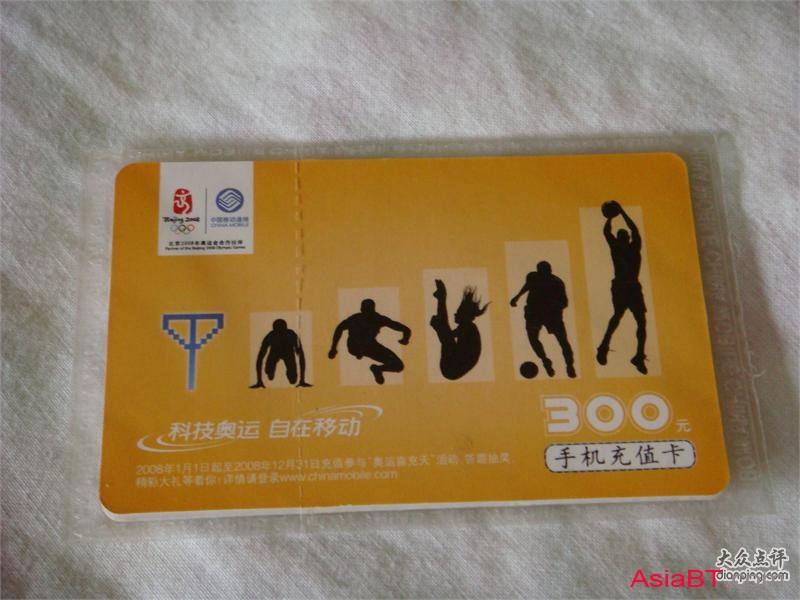 Beijing 2008
中国移动通信
CHINA MOBILE
北京2008年奥运会合作伙伴
Partner of the Beijing 2008 Olympic Games
科技奥运 自在移动
300元
手机充值卡
2008年1月1日起至2008年12月31日充值参与“奥运喜充天”活动，答题抽奖，
精彩大礼等着你！详情请登录www.chinamobile.com
大众点评
dianping.com
AsiaBT